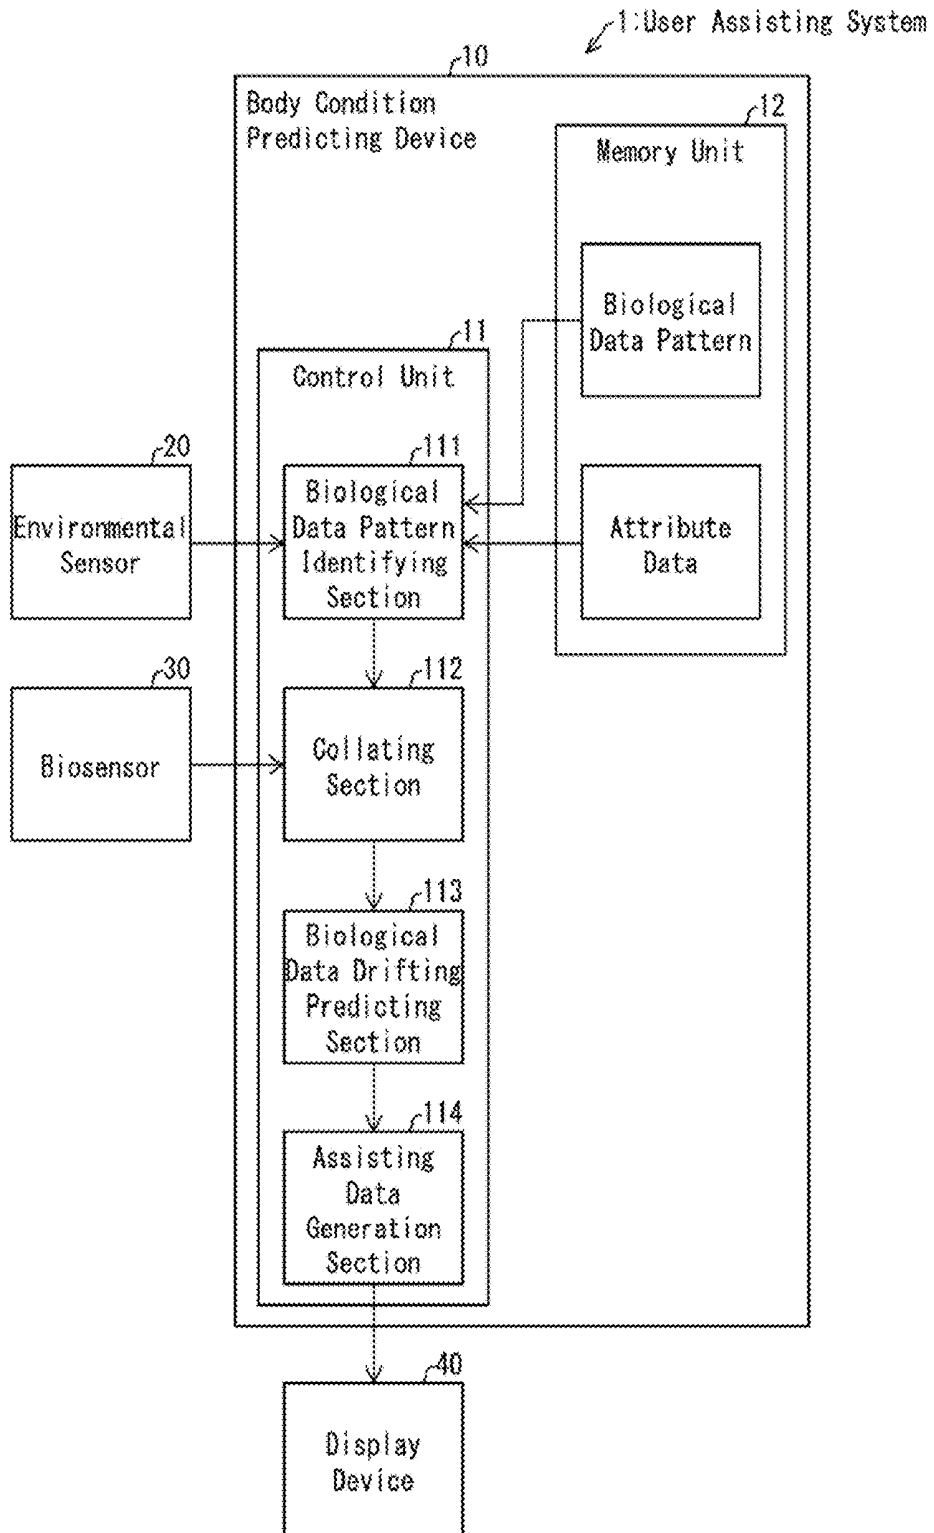 1:User Assisting System
10
Body Condition
Predicting Device
12
Memory Unit
Biological
Data Pattern
11
Control Unit
20
Environmental
Sensor
111
Biological
Data Pattern
Identifying
Section
Attribute
Data
30
Biosensor
112
Collating
Section
113
Biological
Data Drifting
Predicting
Section
114
Assisting
Data
Generation
Section
40
Display
Device